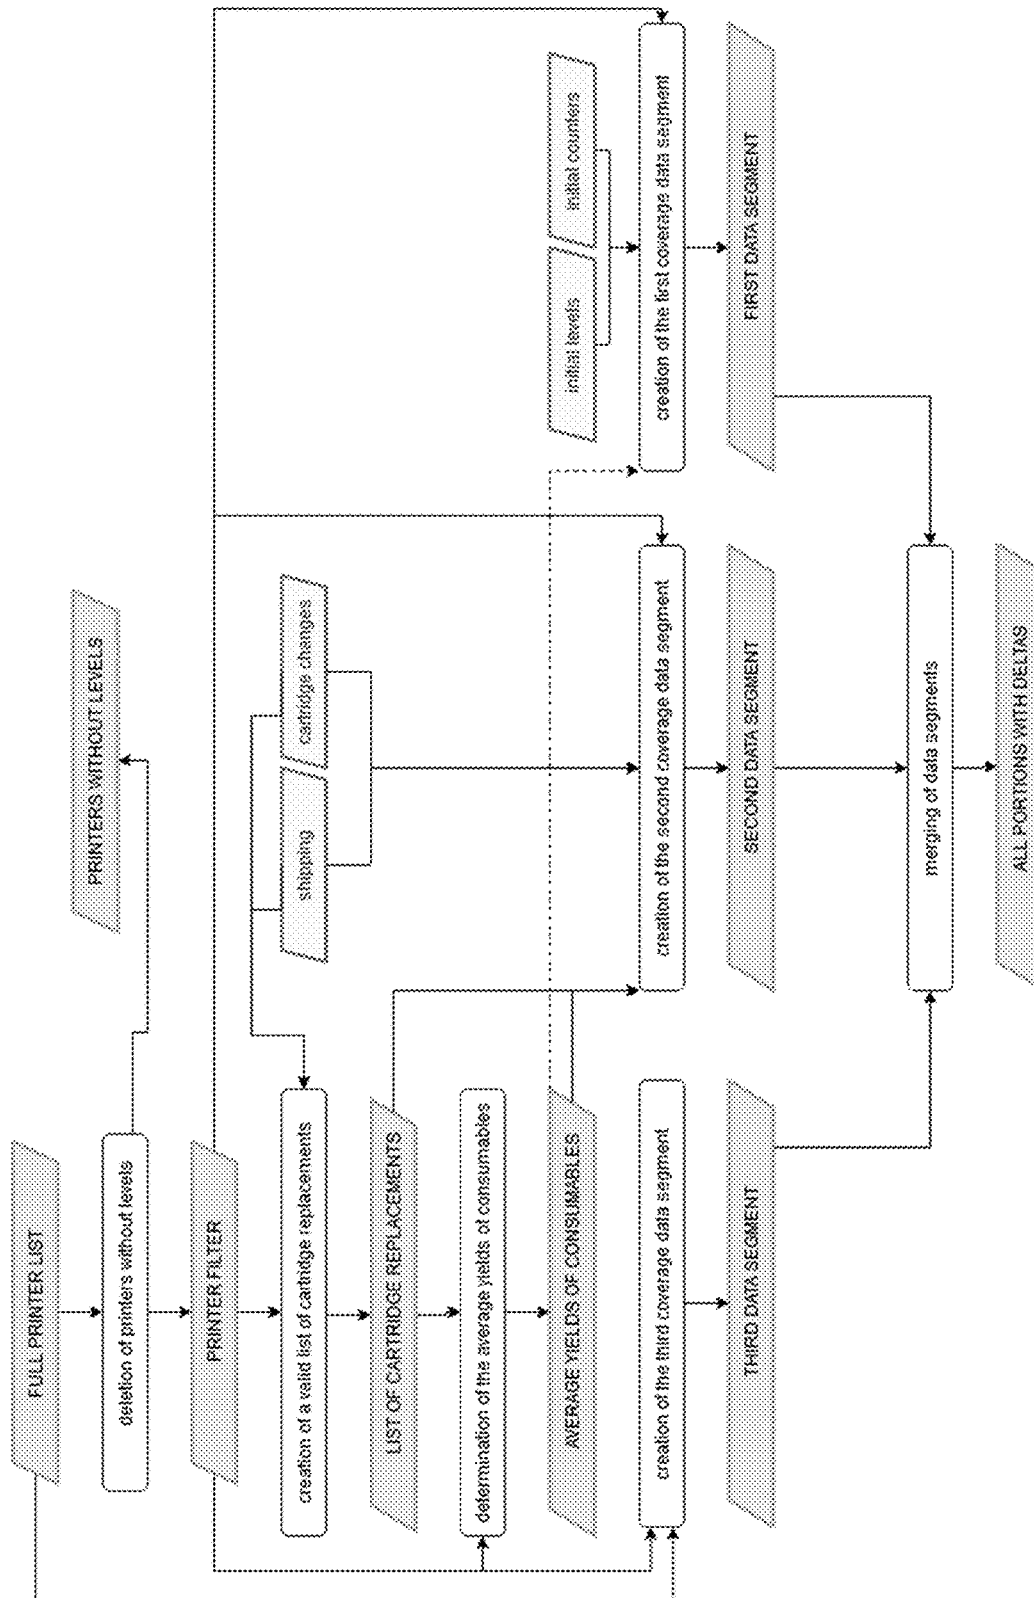 FULL PRINTER LIST
deletion of printers without levels
PRINTERS WITHOUT LEVELS
PRINTER FILTER
creation of a valid list of cartridge replacements
shipping
cartridge changes
LIST OF CARTRIDGE REPLACEMENTS
determination of the average yields of consumables
AVERAGE YIELDS OF CONSUMABLES
initial levels
initial counters
creation of the third coverage data segment
creation of the second coverage data segment
creation of the first coverage data segment
THIRD DATA SEGMENT
SECOND DATA SEGMENT
FIRST DATA SEGMENT
merging of data segments
ALL PORTIONS WITH DELTAS